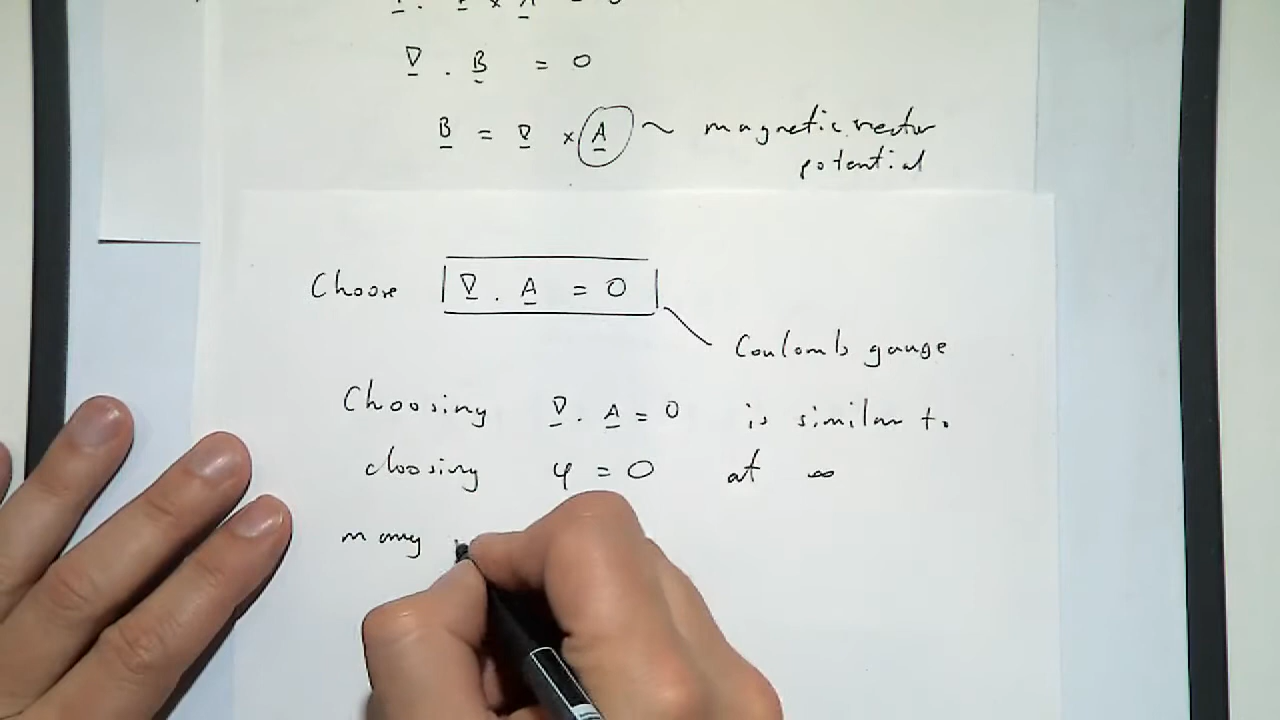 ∇ . B = 0
B = ∇ × A ~ magnetic vector
potential
Choose ∇ . A = 0
Coulomb gauge
Choosing ∇ . A = 0 is similar to
choosing φ = 0 at ∞
many